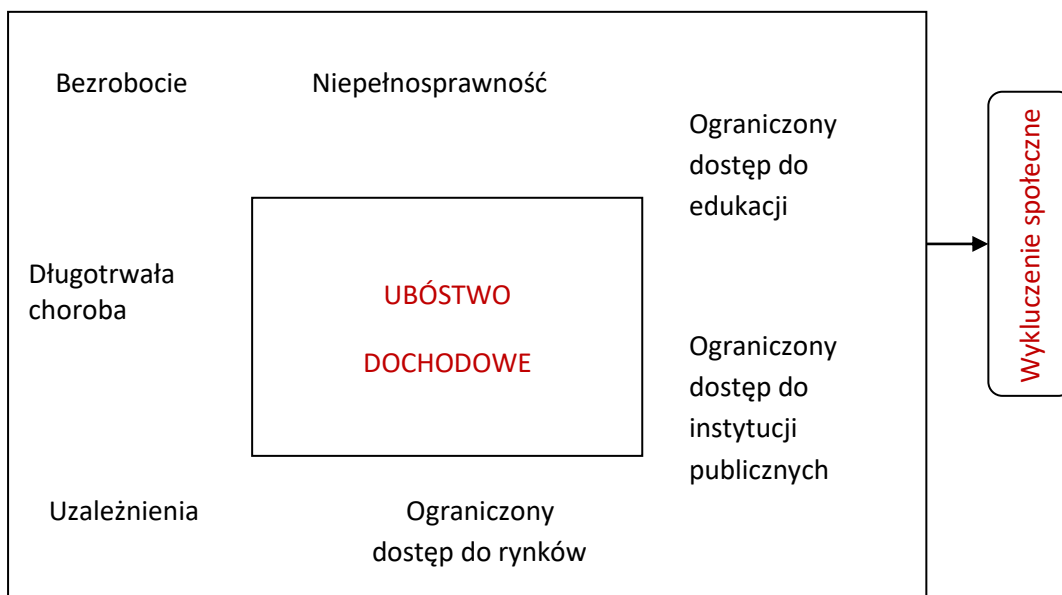 Bezrobocie
Niepełnosprawność
Ograniczony
dostęp do
edukacji
Długotrwała
choroba
UBÓSTWO
DOCHODOWE
Ograniczony
dostęp do
instytucji
publicznych
Uzależnienia
Ograniczony
dostęp do rynków
Wykluczenie społeczne